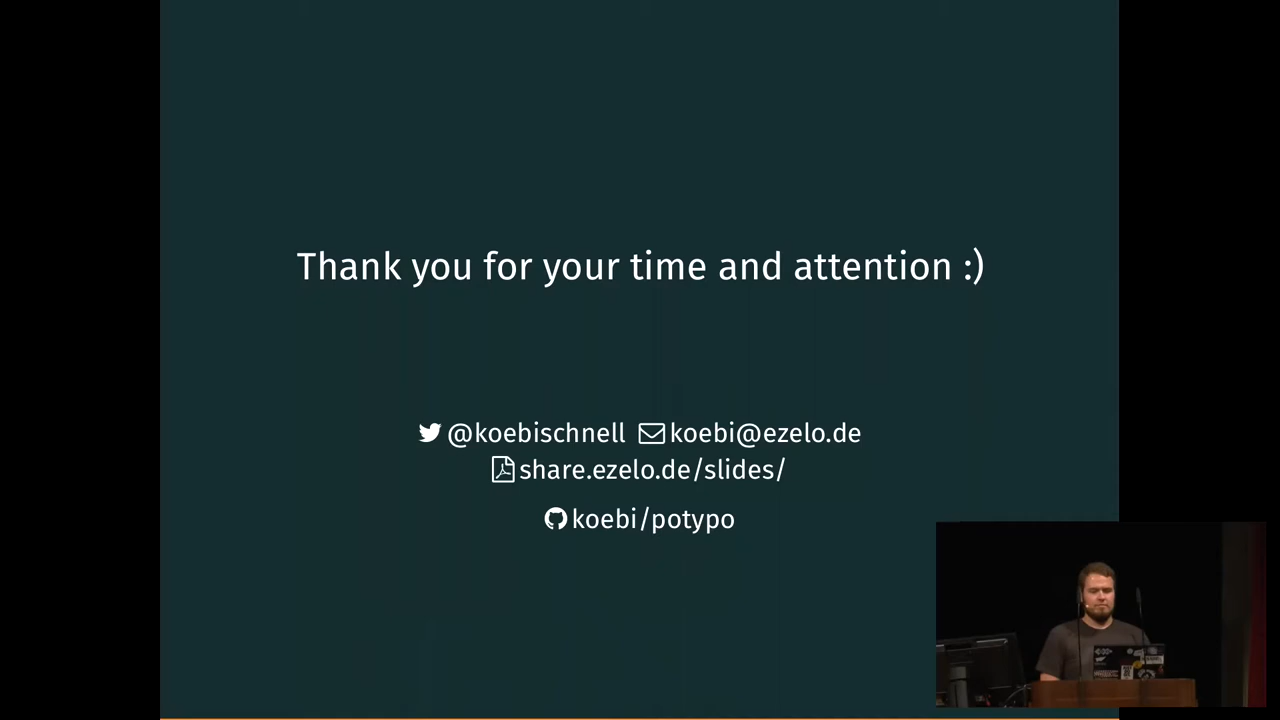 Thank you for your time and attention :)
@koebischnell koebi@ezelo.de
share.ezelo.de/slides/
koebi/potypo